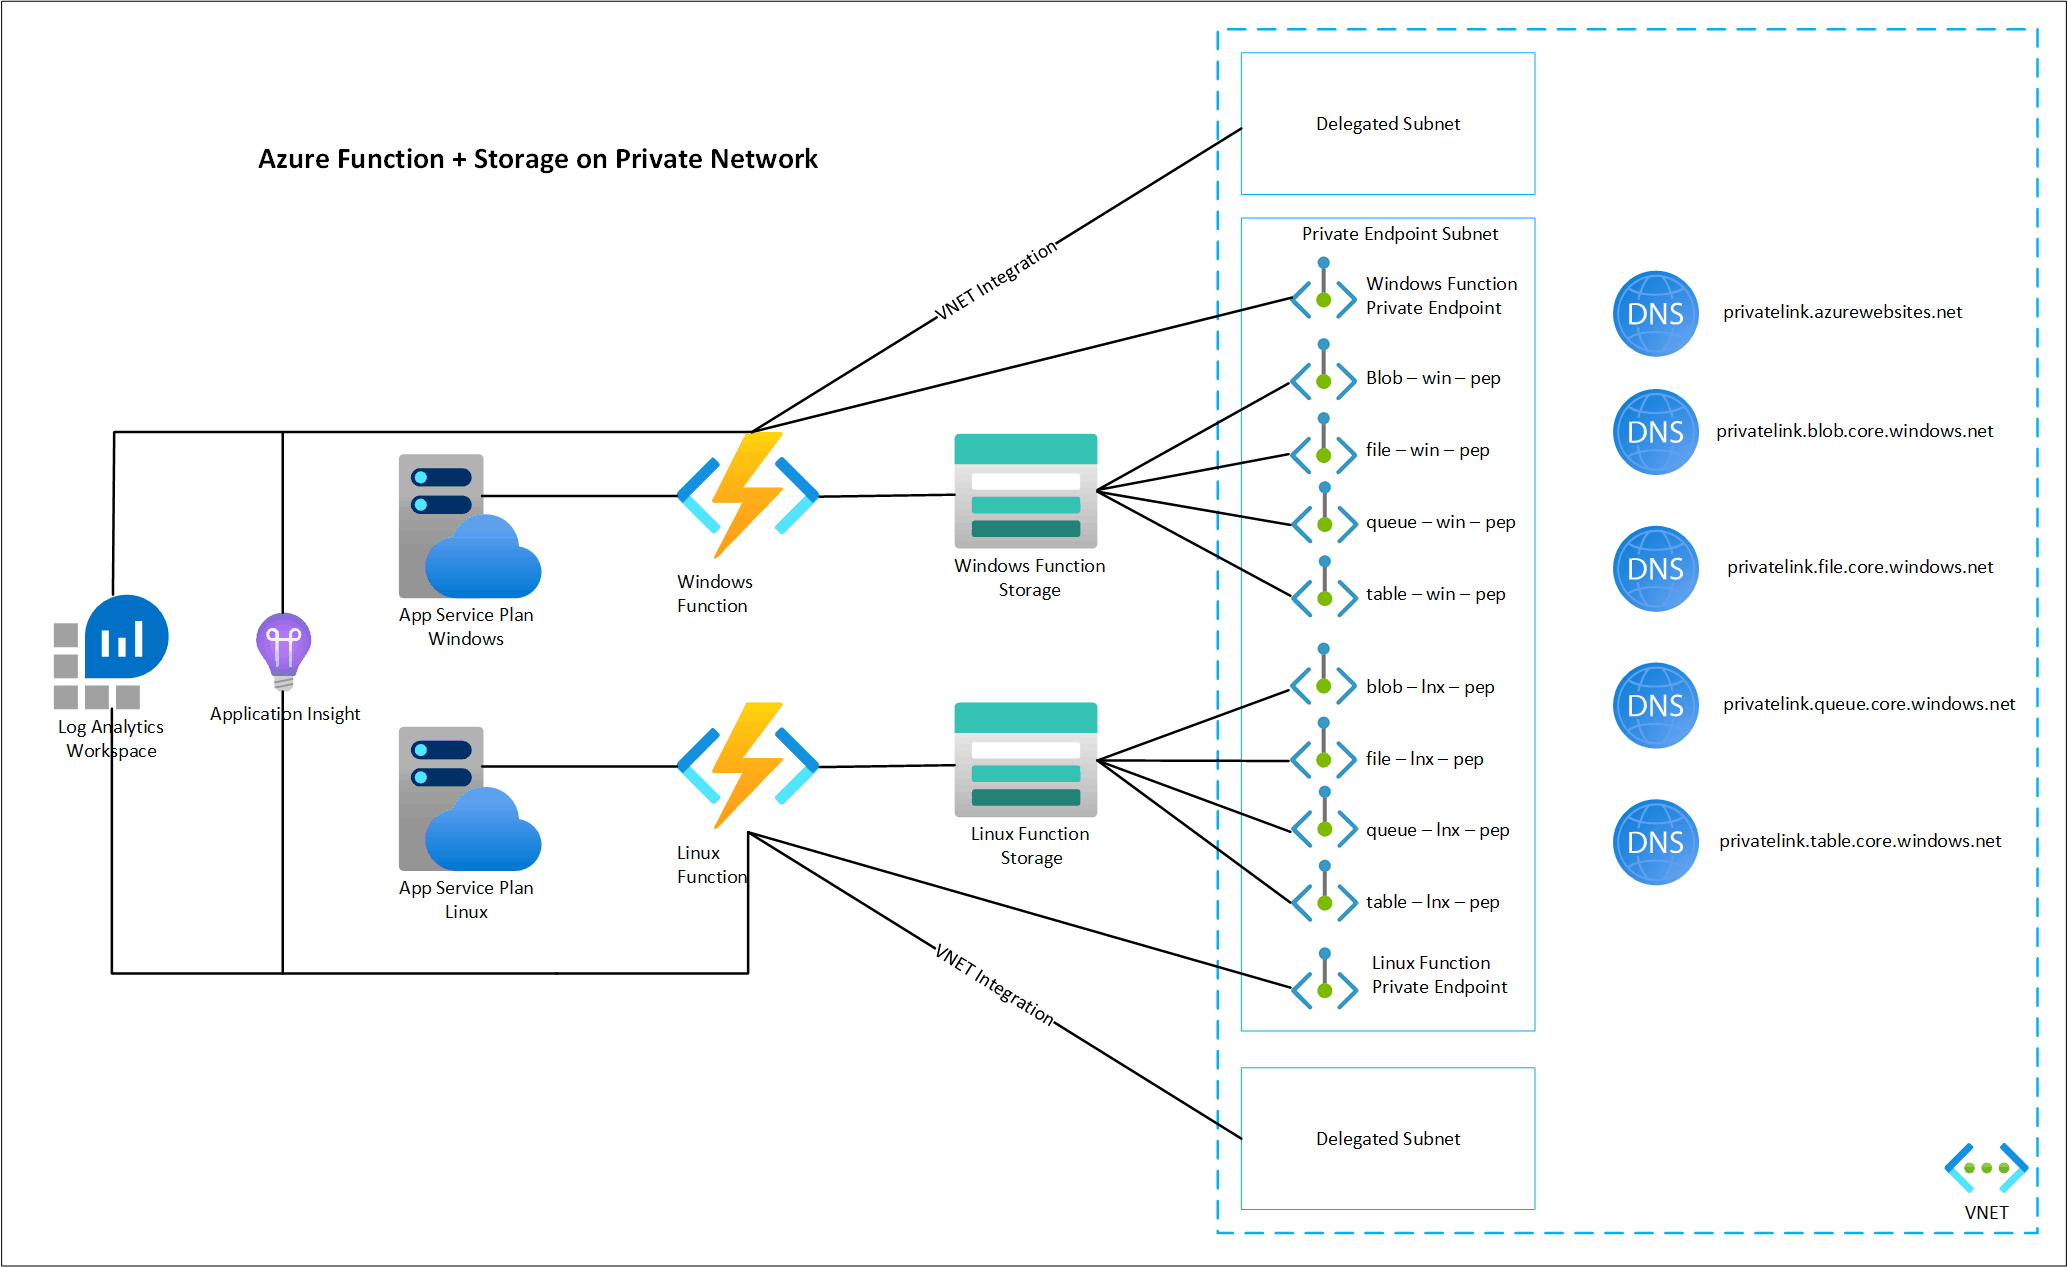 Azure Function + Storage on Private Network
Delegated Subnet
VNET Integration
Private Endpoint Subnet
Windows Function
Private Endpoint
Blob – win – pep
file – win – pep
queue – win – pep
table – win – pep
blob – lnx – pep
file – lnx – pep
queue – lnx – pep
table – lnx – pep
Linux Function
Private Endpoint
DNS
privatelink.azurewebsites.net
DNS
privatelink.blob.core.windows.net
DNS
privatelink.file.core.windows.net
DNS
privatelink.queue.core.windows.net
DNS
privatelink.table.core.windows.net
App Service Plan
Windows
Windows
Function
Windows Function
Storage
Log Analytics
Workspace
Application Insight
App Service Plan
Linux
Linux
Function
Linux Function
Storage
VNET Integration
Delegated Subnet
VNET